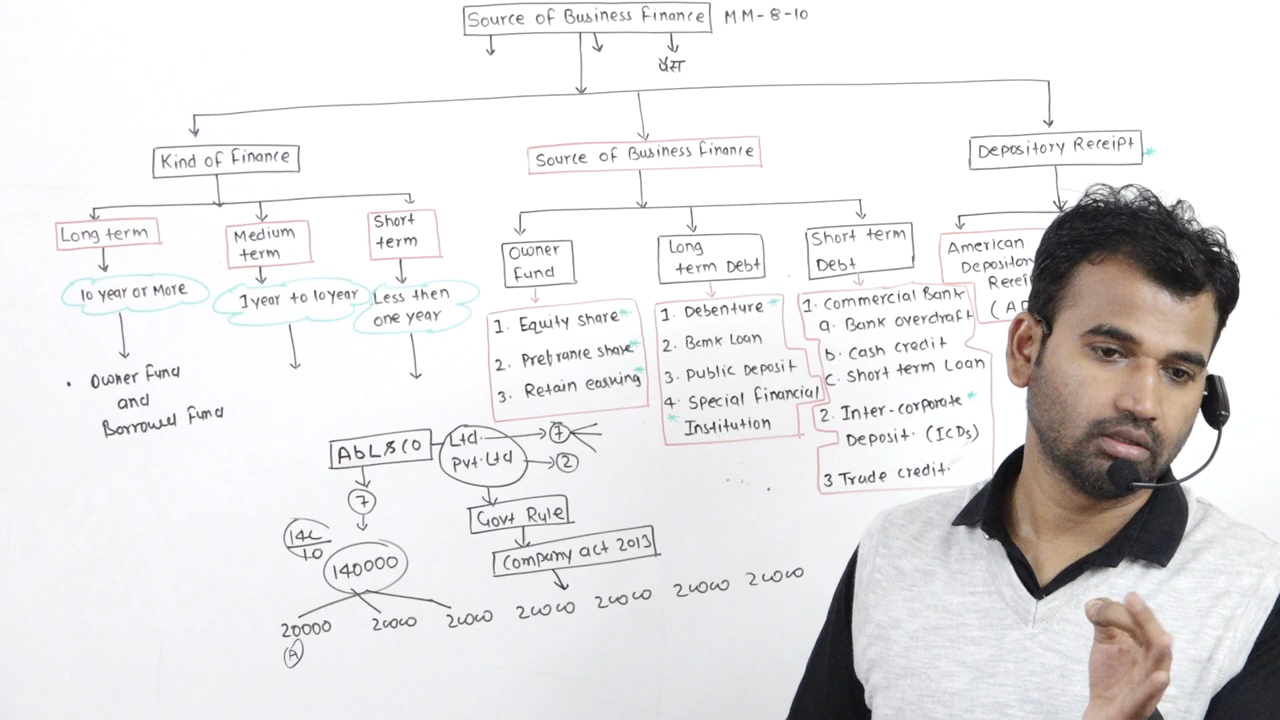 Source of Business Finance M.M - 8 - 10
पैसा
Kind of Finance
Source of Business Finance
Depository Receipt *
Long term
Medium
term
Short
term
Owner
Fund
Long
term Debt
Short term
Debt
American
Depository
Recei
(AD
10 year or More
1 year to 10 year
Less then
one year
1. Equity share *
2. Prefrance share *
3. Retain earning *
1. Debenture *
2. Bank Loan
3. Public Deposit
4. Special Financial
* Institution
1. Commercial Bank
a. Bank overdraft
b. Cash credit
c. Short term Loan
2. Inter-corporate *
Deposit. (ICDs)
3 Trade credit.
. Owner Fund
and
Borrowed Fund
Ltd. 7
Pvt. Ltd 2
7
Govt Rule
Company act 2013
10
140000
20000 20000 20000 20000 20000 20000 20000
A